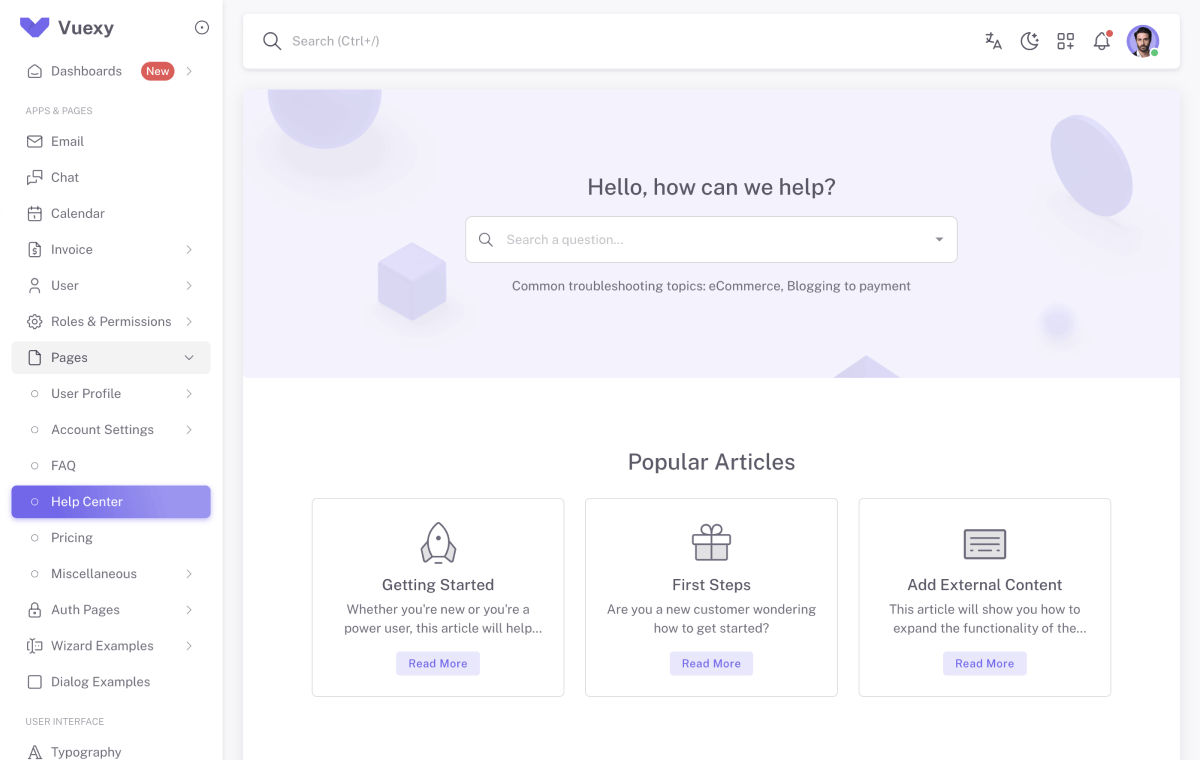 Vuexy
Dashboards New
APPS & PAGES
Email
Chat
Calendar
Invoice
User
Roles & Permissions
Pages
User Profile
Account Settings
FAQ
Help Center
Pricing
Miscellaneous
Auth Pages
Wizard Examples
Dialog Examples
USER INTERFACE
Typography
Search (Ctrl+/)
Hello, how can we help?
Search a question...
Common troubleshooting topics: eCommerce, Blogging to payment
Popular Articles
Getting Started
Whether you're new or you're a
power user, this article will help...
Read More
First Steps
Are you a new customer wondering
how to get started?
Read More
Add External Content
This article will show you how to
expand the functionality of the...
Read More